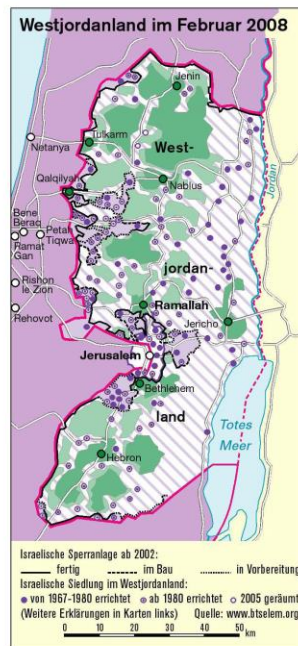 Westjordanland im Februar 2008
Jenin
Tulkarm
Netanya
West-
Jordan
Qalqilyah
Nablus
Bene
Beraq
Petah
Tiqwa
Ramat
Gan
jordan-
Rishon
le Zion
Ramallah
Rehovot
Jericho
Jerusalem
Bethlehem
land
Totes
Meer
Hebron
Israelische Sperranlage ab 2002:
fertig im Bau in Vorbereitung
Israelische Siedlung im Westjordanland:
von 1967-1980 errichtet ab 1980 errichtet 2005 geräumt
(Weitere Erklärungen in Karten links) Quelle: www.btselem.org
0 10 20 30 40 50
km